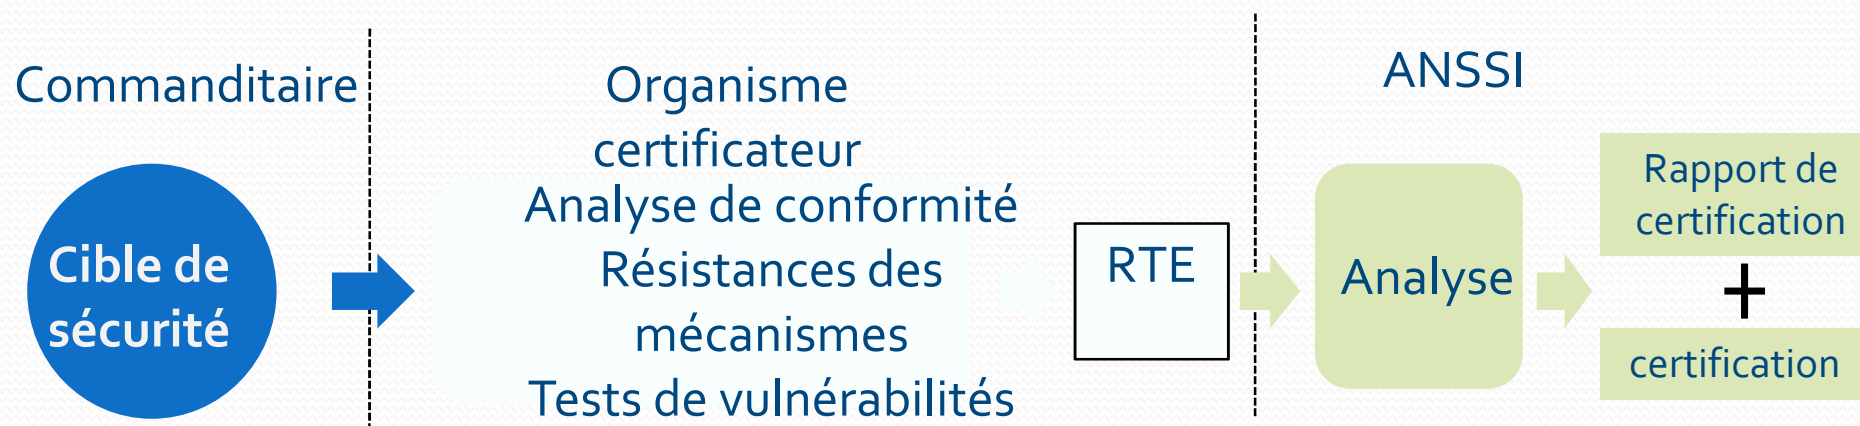 Commanditaire
Cible de
sécurité
Organisme
certificateur
Analyse de conformité
Résistances des
mécanismes
Tests de vulnérabilités
RTE
ANSSI
Analyse
Rapport de
certification
+
certification